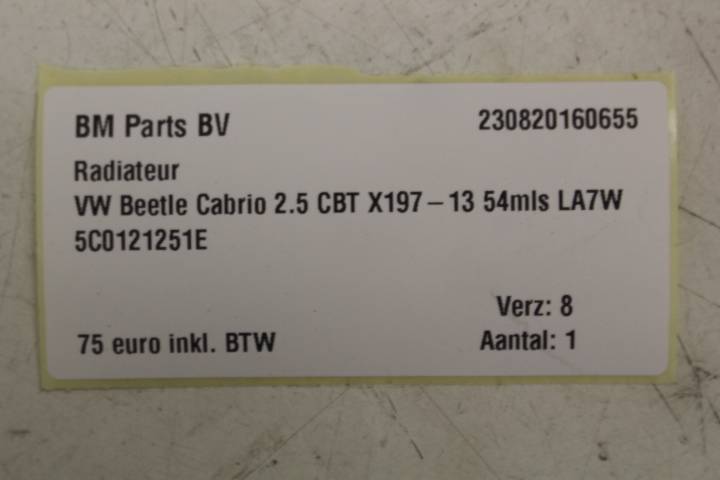 BM Parts BV 230820160655
Radiateur
VW Beetle Cabrio 2.5 CBT X197-13 54mls LA7W
5C0121251E
Verz: 8
75 euro inkl. BTW Aantal: 1